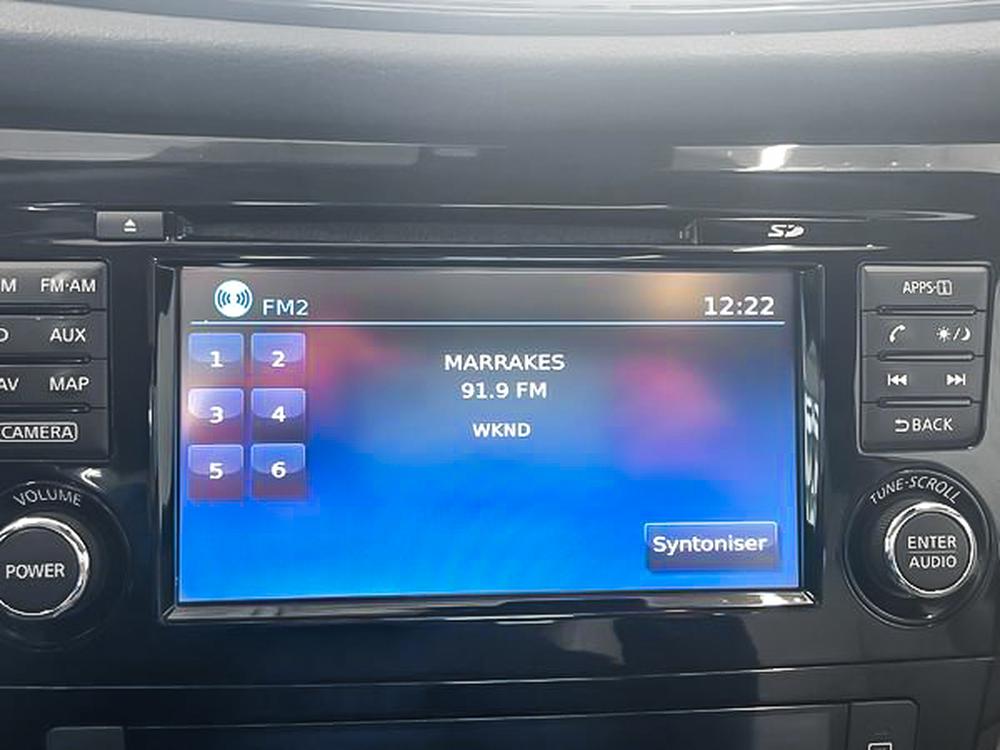 SD
M FM·AM
D AUX
AV MAP
CAMERA
VOLUME
POWER
FM2
12:22
1 2
3 4
5 6
MARRAKES
91.9 FM
WKND
Syntoniser
APPS·i
BACK
TUNE·SCROLL
ENTER
AUDIO